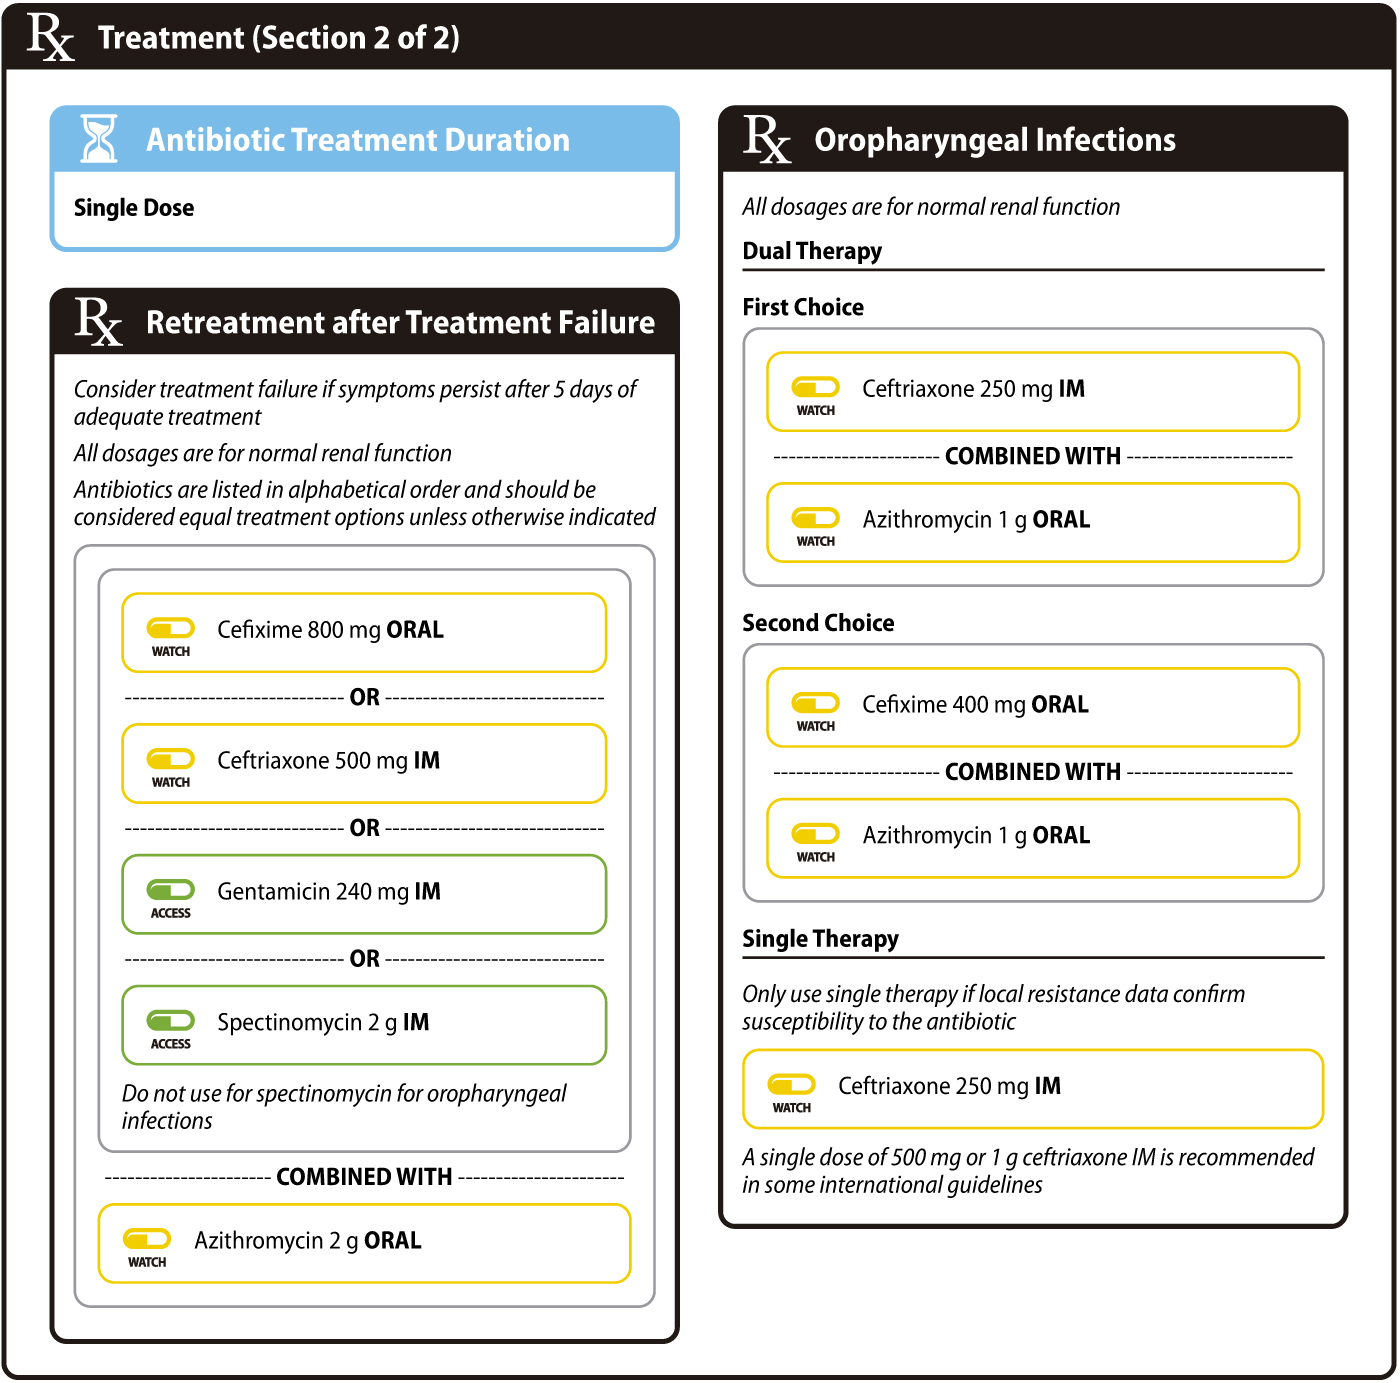 Rx Treatment (Section 2 of 2)
Antibiotic Treatment Duration
Single Dose
Rx Retreatment after Treatment Failure
Consider treatment failure if symptoms persist after 5 days of
adequate treatment
All dosages are for normal renal function
Antibiotics are listed in alphabetical order and should be
considered equal treatment options unless otherwise indicated
Cefixime 800 mg ORAL
WATCH
OR
Ceftriaxone 500 mg IM
WATCH
OR
Gentamicin 240 mg IM
ACCESS
OR
Spectinomycin 2 g IM
ACCESS
Do not use for spectinomycin for oropharyngeal
infections
COMBINED WITH
Azithromycin 2 g ORAL
WATCH
Rx Oropharyngeal Infections
All dosages are for normal renal function
Dual Therapy
First Choice
Ceftriaxone 250 mg IM
WATCH
COMBINED WITH
Azithromycin 1 g ORAL
WATCH
Second Choice
Cefixime 400 mg ORAL
WATCH
COMBINED WITH
Azithromycin 1 g ORAL
WATCH
Single Therapy
Only use single therapy if local resistance data confirm
susceptibility to the antibiotic
Ceftriaxone 250 mg IM
WATCH
A single dose of 500 mg or 1 g ceftriaxone IM is recommended
in some international guidelines